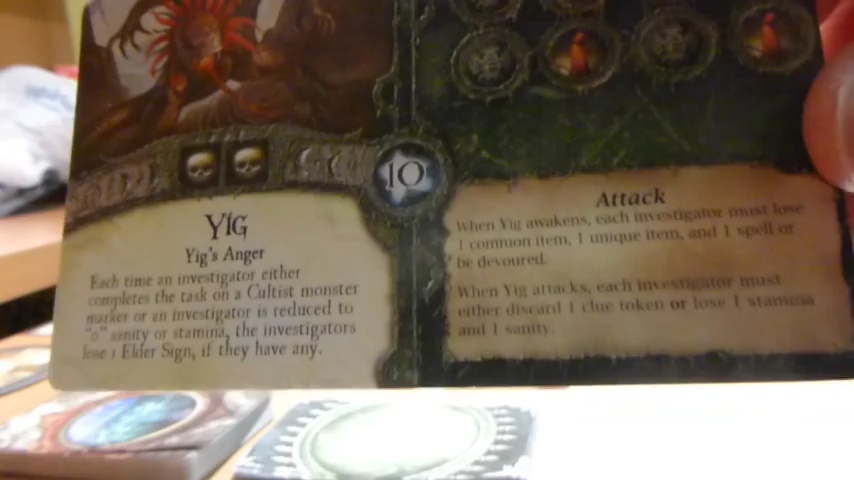 10
YIG
Yig's Anger
Each time an investigator either
completes the task on a Cultist monster
marker or an investigator is reduced to
"0" sanity or stamina, the investigators
lose 1 Elder Sign, if they have any.
Attack
When Yig awakens, each investigator must lose
1 common item, 1 unique item, and 1 spell or
be devoured.
When Yig attacks, each investigator must
either discard 1 clue token or lose 1 stamina
and 1 sanity.